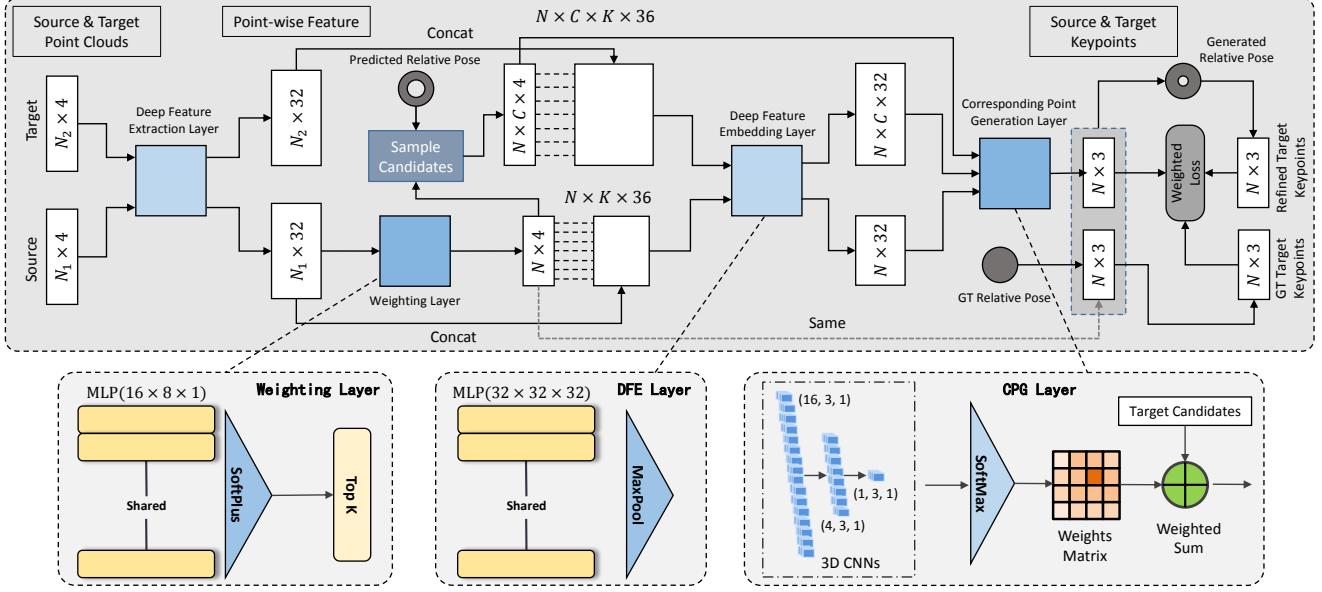 Source & Target
Point Clouds
Point-wise Feature
N × C × K × 36
Source & Target
Keypoints
Generated
Relative Pose
Concat
Predicted Relative Pose
Target
N₂ × 4
Deep Feature
Extraction Layer
N₂ × 32
Sample
Candidates
N × C × 4
Deep Feature
Embedding Layer
N × C × 32
Corresponding Point
Generation Layer
N × 3
Weighted
Loss
N × 3
Refined Target
Keypoints
N × K × 36
Source
N₁ × 4
N₁ × 32
Weighting Layer
N × 4
N × 32
GT Relative Pose
N × 3
N × 3
GT Target
Keypoints
Concat
Same
MLP(16 × 8 × 1)
Weighting Layer
Shared
SoftPlus
Top K
MLP(32 × 32 × 32)
DFE Layer
Shared
MaxPool
CPG Layer
(16, 3, 1)
(4, 3, 1)
(1, 3, 1)
3D CNNs
SoftMax
Weights
Matrix
Target Candidates
Weighted
Sum